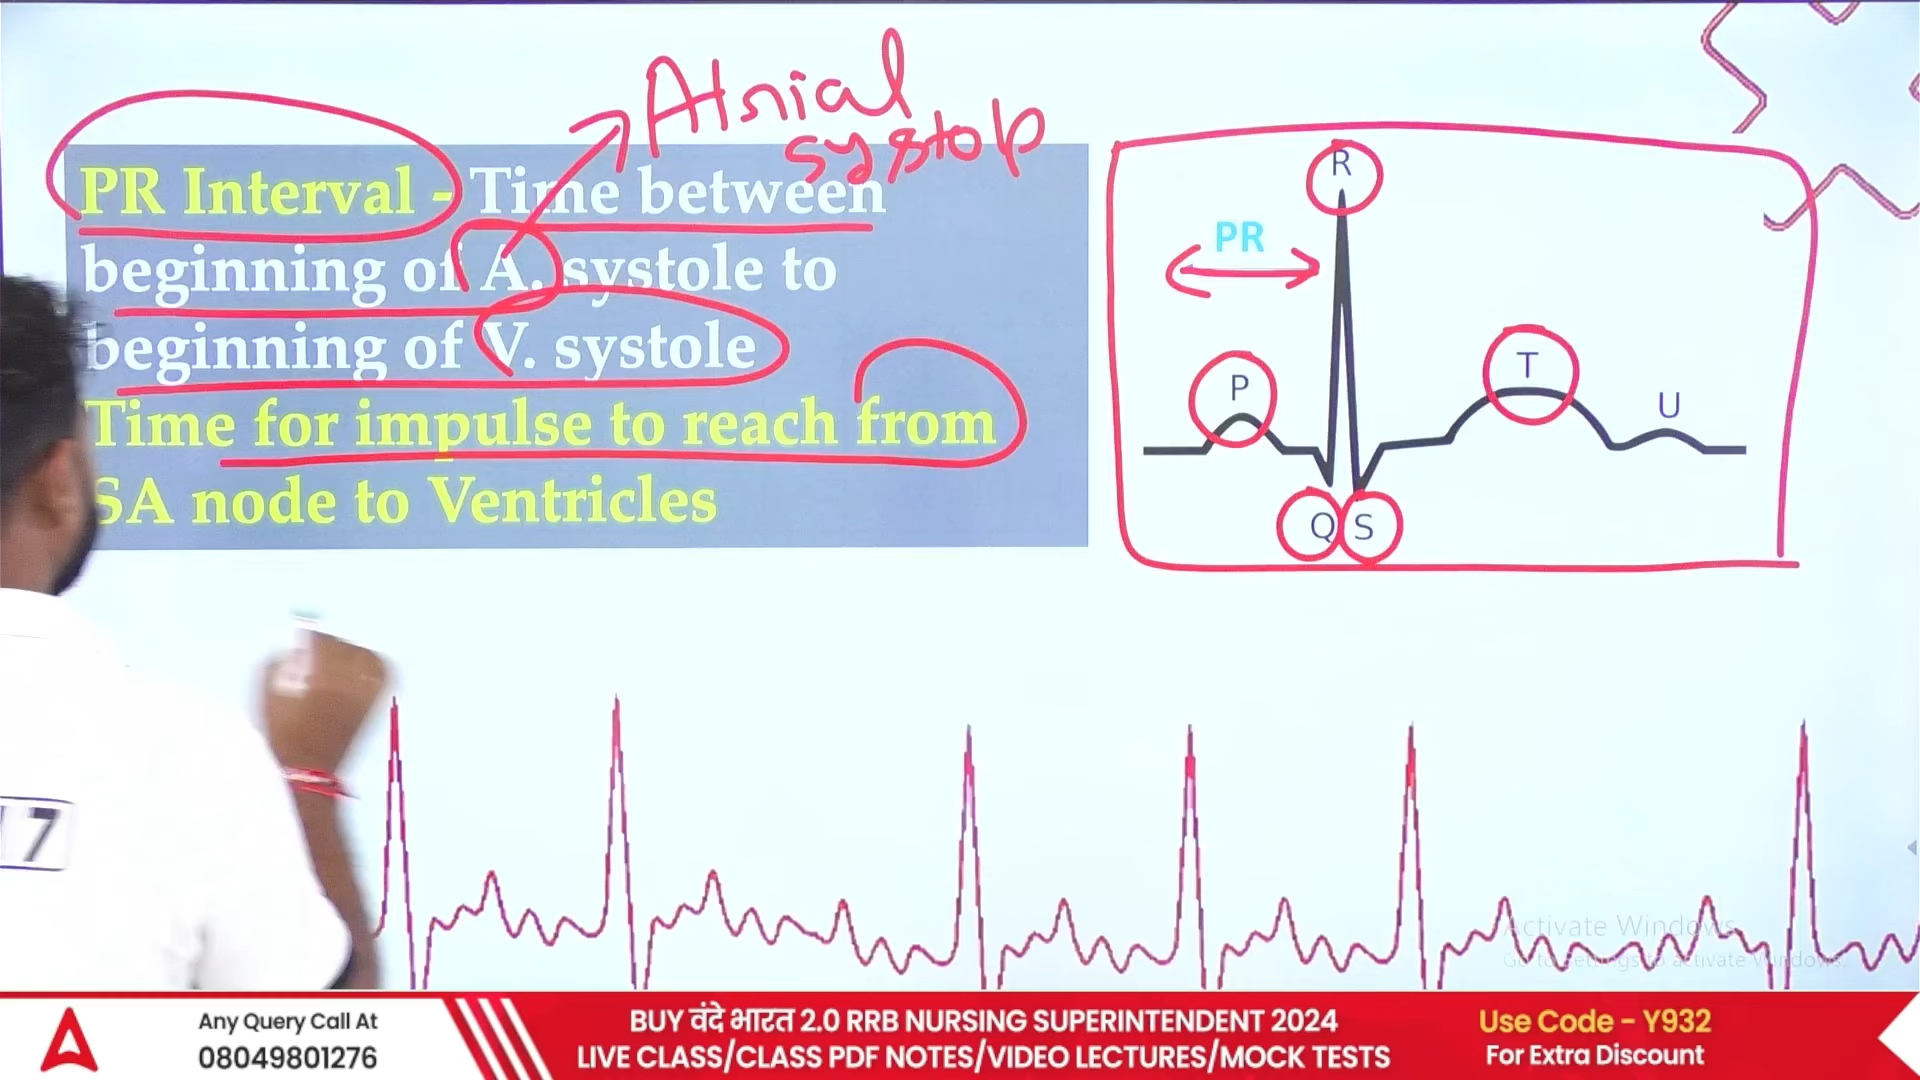 Atrial
systop
PR Interval - Time between
beginning of A. systole to
beginning of V. systole
Time for impulse to reach from
SA node to Ventricles
R
PR
P
T
U
Q S
17
Activate Windows
Go to Settings to activate Windows.
Any Query Call At
08049801276
BUY वंदे भारत 2.0 RRB NURSING SUPERINTENDENT 2024
LIVE CLASS/CLASS PDF NOTES/VIDEO LECTURES/MOCK TESTS
Use Code - Y932
For Extra Discount